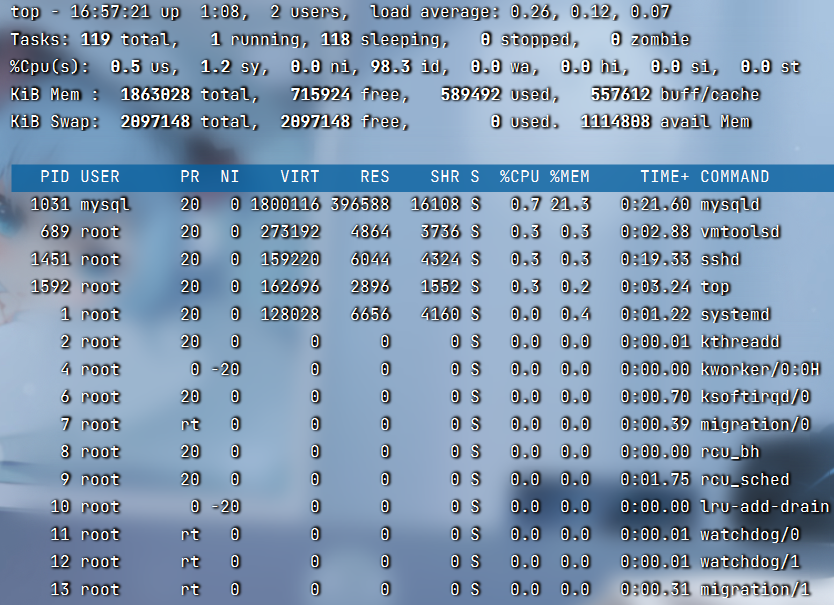 top - 16:57:21 up  1:08,  2 users,  load average: 0.26, 0.12, 0.07
Tasks: 119 total,   1 running, 118 sleeping,   0 stopped,   0 zombie
%Cpu(s):  0.5 us,  1.2 sy,  0.0 ni, 98.3 id,  0.0 wa,  0.0 hi,  0.0 si,  0.0 st
KiB Mem :  1863028 total,   715924 free,   589492 used,   557612 buff/cache
KiB Swap:  2097148 total,  2097148 free,        0 used.  1114808 avail Mem
   PID USER      PR  NI    VIRT    RES    SHR S  %CPU %MEM     TIME+ COMMAND
  1031 mysql     20   0 1800116 396588  16108 S   0.7 21.3   0:21.60 mysqld
   689 root      20   0  273192   4864   3736 S   0.3  0.3   0:02.88 vmtoolsd
  1451 root      20   0  159220   6044   4324 S   0.3  0.3   0:19.33 sshd
  1592 root      20   0  162696   2896   1552 S   0.3  0.2   0:03.24 top
     1 root      20   0  128028   6656   4160 S   0.0  0.4   0:01.22 systemd
     2 root      20   0       0      0      0 S   0.0  0.0   0:00.01 kthreadd
     4 root       0 -20       0      0      0 S   0.0  0.0   0:00.00 kworker/0:0H
     6 root      20   0       0      0      0 S   0.0  0.0   0:00.70 ksoftirqd/0
     7 root      rt   0       0      0      0 S   0.0  0.0   0:00.39 migration/0
     8 root      20   0       0      0      0 S   0.0  0.0   0:00.00 rcu_bh
     9 root      20   0       0      0      0 S   0.0  0.0   0:01.75 rcu_sched
    10 root       0 -20       0      0      0 S   0.0  0.0   0:00.00 lru-add-drain
    11 root      rt   0       0      0      0 S   0.0  0.0   0:00.01 watchdog/0
    12 root      rt   0       0      0      0 S   0.0  0.0   0:00.01 watchdog/1
    13 root      rt   0       0      0      0 S   0.0  0.0   0:00.31 migration/1